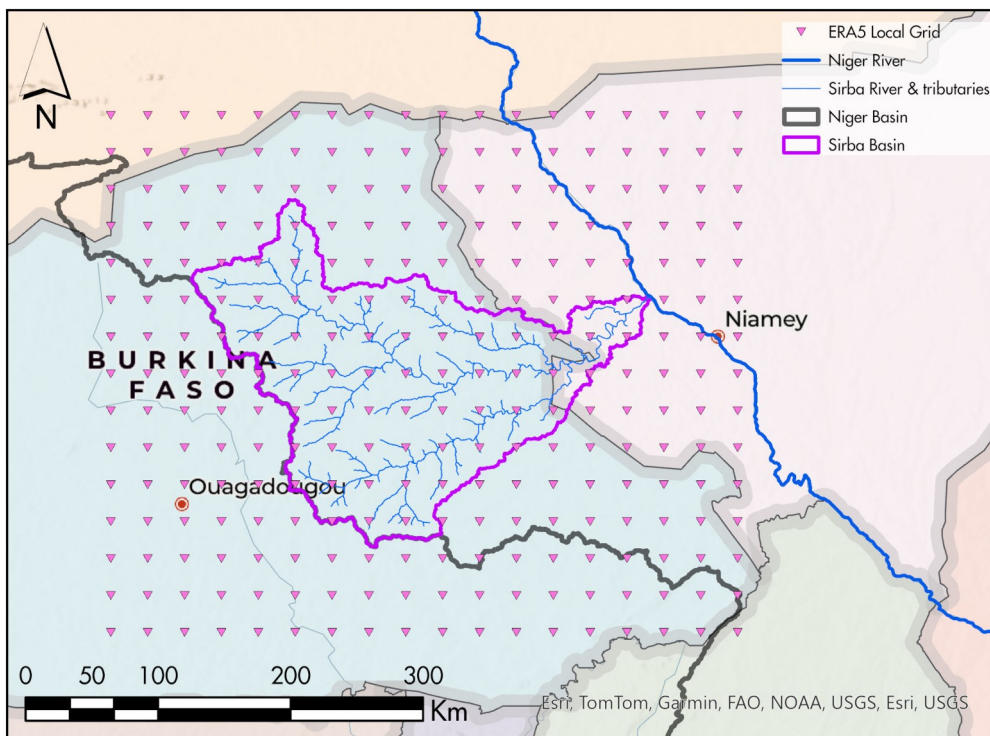 ERA5 Local Grid
Niger River
Sirba River & tributaries
Niger Basin
Sirba Basin
N
Niamey
BURKINA
FASO
Ouagadougou
0 50 100 200 300
Km
Esri, TomTom, Garmin, FAO, NOAA, USGS, Esri, USGS